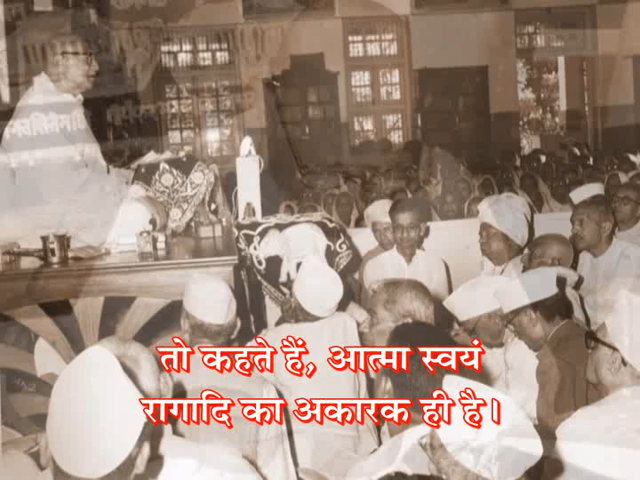 तो कहते हैं, आत्मा स्वयं
रागादि का अकारक ही है।